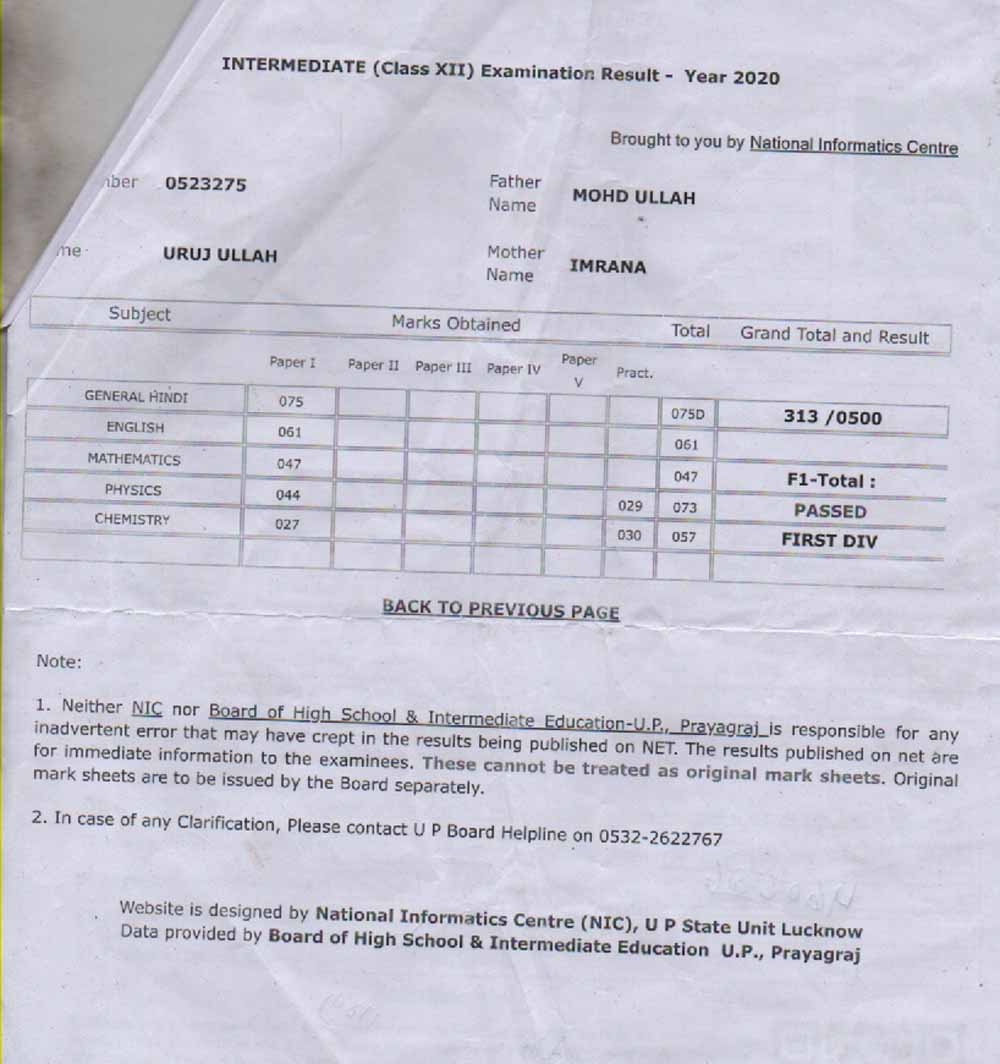 INTERMEDIATE (Class XII) Examination Result - Year 2020
Brought to you by National Informatics Centre
ber 0523275 Father Name MOHD ULLAH
me URUJ ULLAH Mother Name IMRANA
Subject Marks Obtained Total Grand Total and Result
Paper I Paper II Paper III Paper IV Paper V Pract.
GENERAL HINDI 075 075D 313 /0500
ENGLISH 061 061
MATHEMATICS 047 047 F1-Total :
PHYSICS 044 029 073 PASSED
CHEMISTRY 027 030 057 FIRST DIV
BACK TO PREVIOUS PAGE
Note:
1. Neither NIC nor Board of High School & Intermediate Education-U.P., Prayagraj is responsible for any
inadvertent error that may have crept in the results being published on NET. The results published on net are
for immediate information to the examinees. These cannot be treated as original mark sheets. Original
mark sheets are to be issued by the Board separately.
2. In case of any Clarification, Please contact U P Board Helpline on 0532-2622767
Website is designed by National Informatics Centre (NIC), U P State Unit Lucknow
Data provided by Board of High School & Intermediate Education U.P., Prayagraj